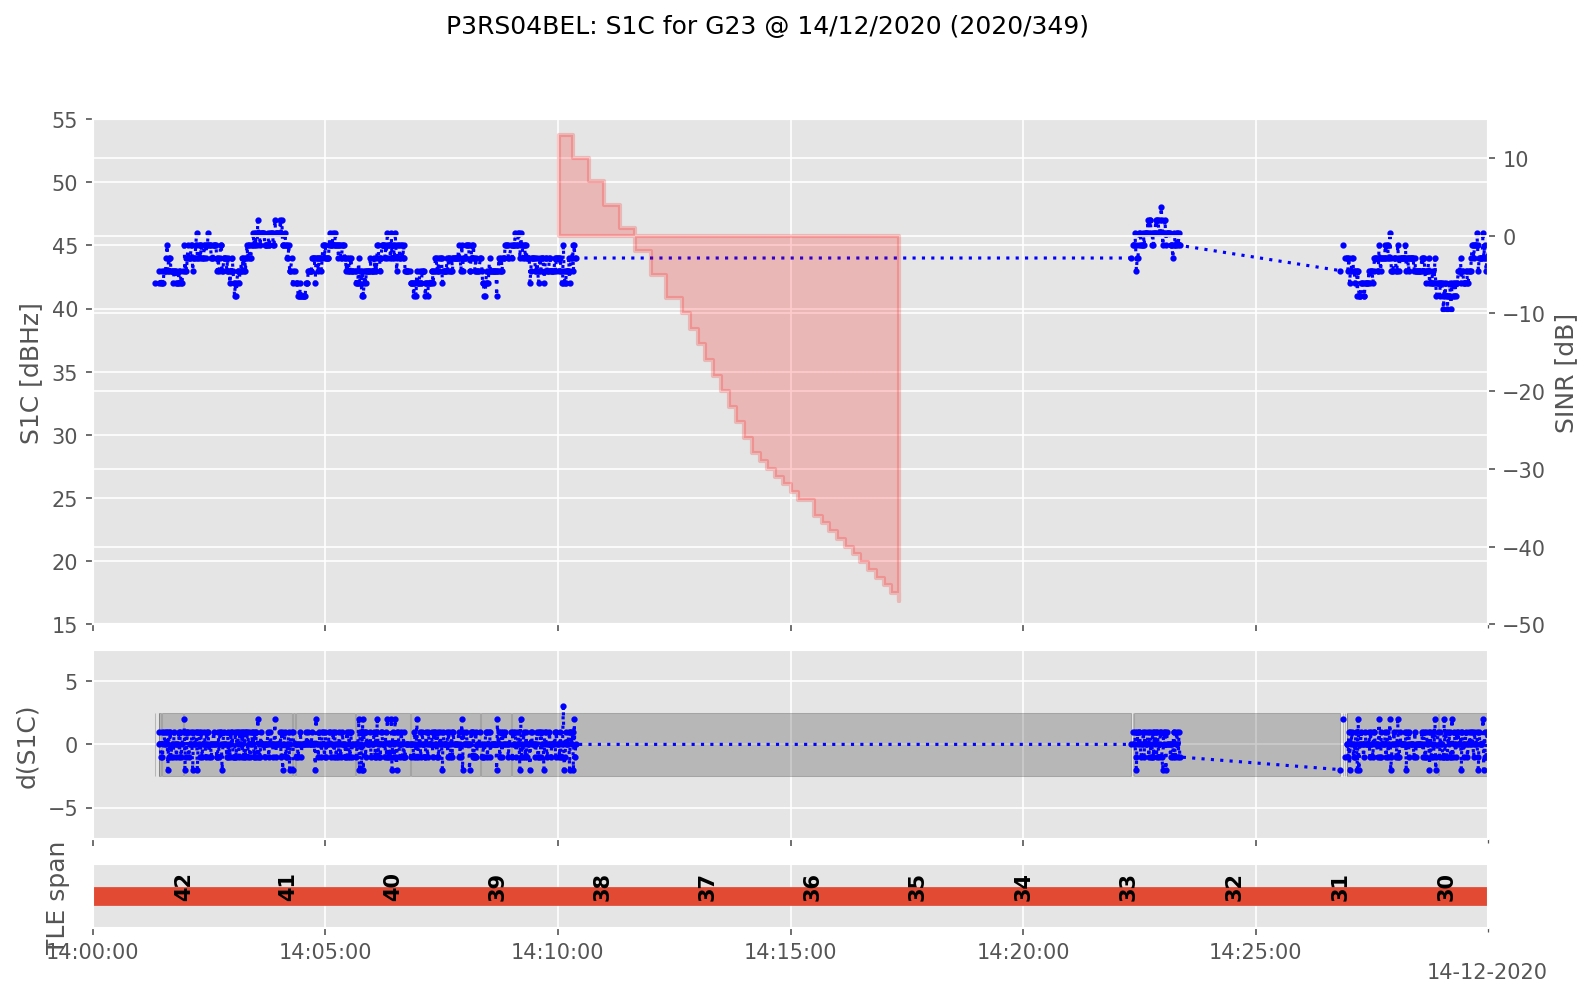 P3RS04BEL: S1C for G23 @ 14/12/2020 (2020/349)
55
50
45
40
35
30
25
20
15
S1C [dBHz]
10
0
−10
−20
−30
−40
−50
SINR [dB]
5
0
−5
d(S1C)
TLE span
42 41 40 39 38 37 36 35 34 33 32 31 30
14:00:00 14:05:00 14:10:00 14:15:00 14:20:00 14:25:00
14-12-2020